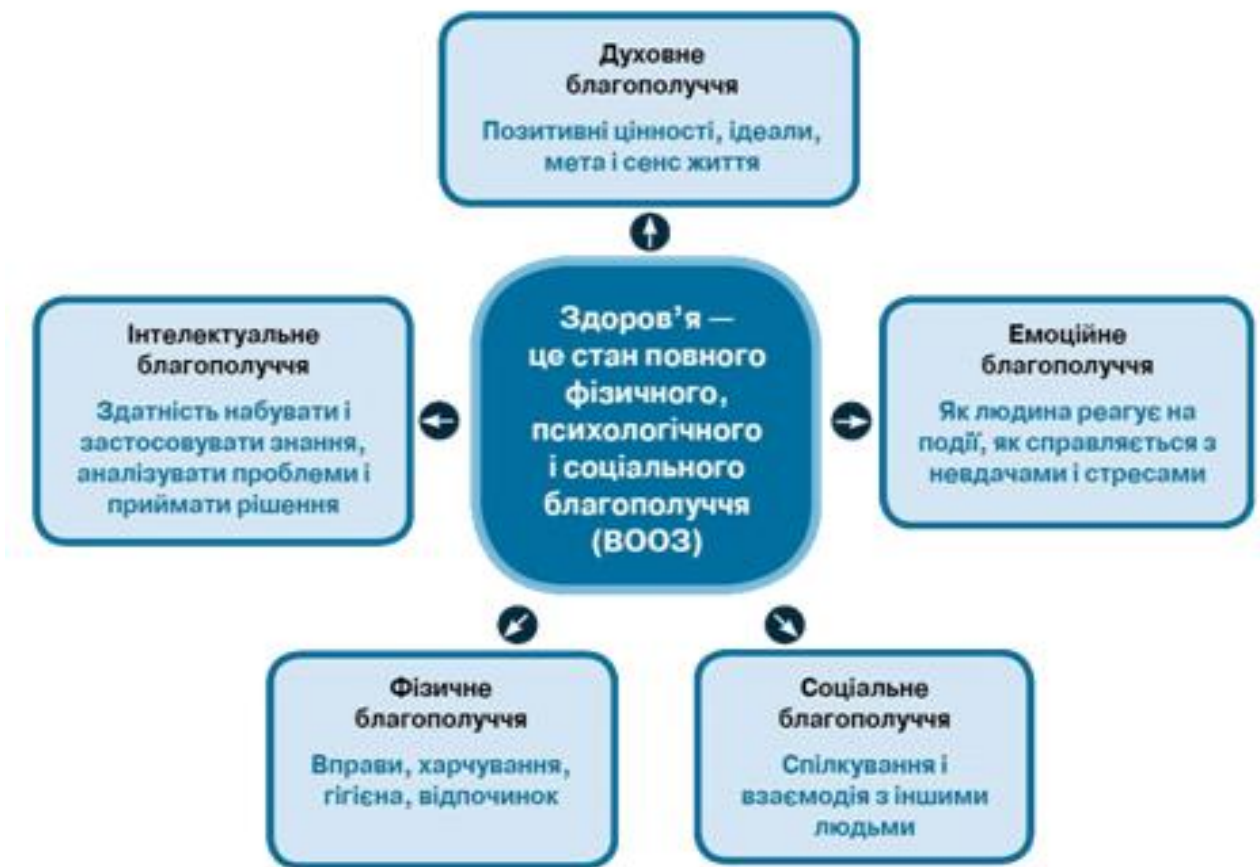 Духовне
благополуччя
Позитивні цінності, ідеали,
мета і сенс життя
Інтелектуальне
благополуччя
Здатність набувати і
застосовувати знання,
аналізувати проблеми і
приймати рішення
Здоров’я —
це стан повного
фізичного,
психологічного
і соціального
благополуччя
(ВООЗ)
Емоційне
благополуччя
Як людина реагує на
події, як справляється з
невдачами і стресами
Фізичне
благополуччя
Вправи, харчування,
гігієна, відпочинок
Соціальне
благополуччя
Спілкування і
взаємодія з іншими
людьми